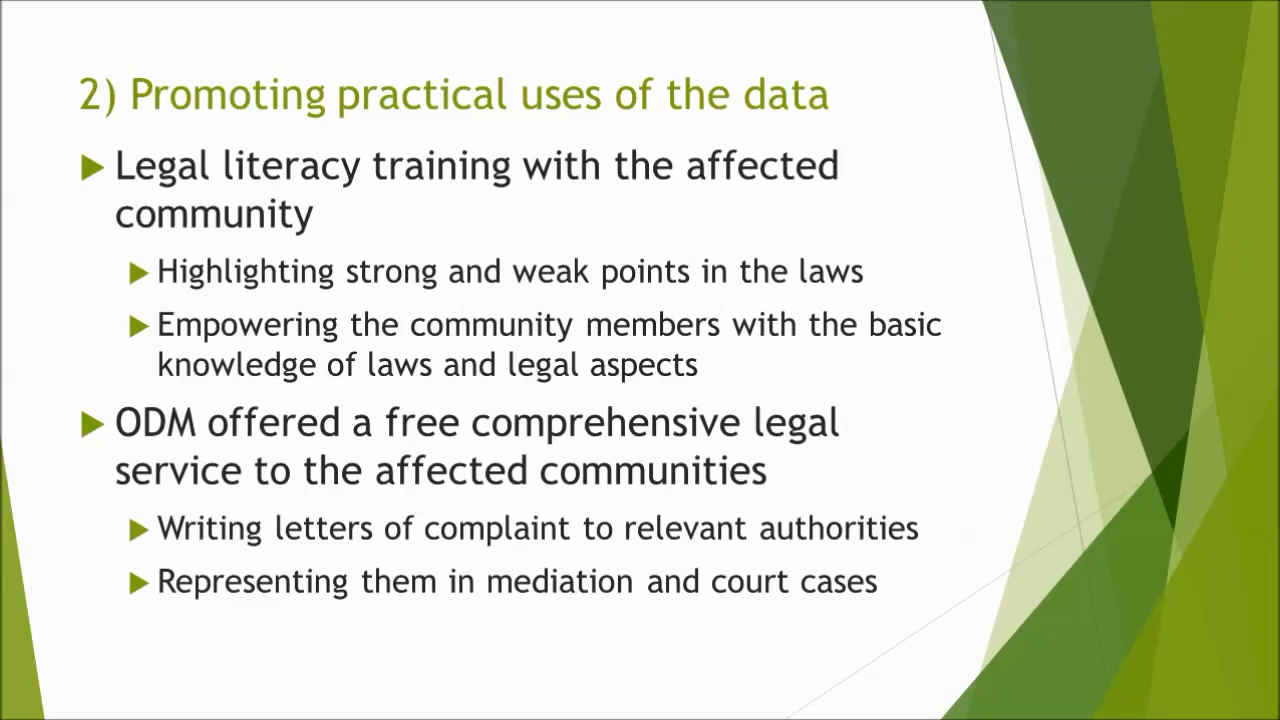 2) Promoting practical uses of the data
Legal literacy training with the affected
community
Highlighting strong and weak points in the laws
Empowering the community members with the basic
knowledge of laws and legal aspects
ODM offered a free comprehensive legal
service to the affected communities
Writing letters of complaint to relevant authorities
Representing them in mediation and court cases